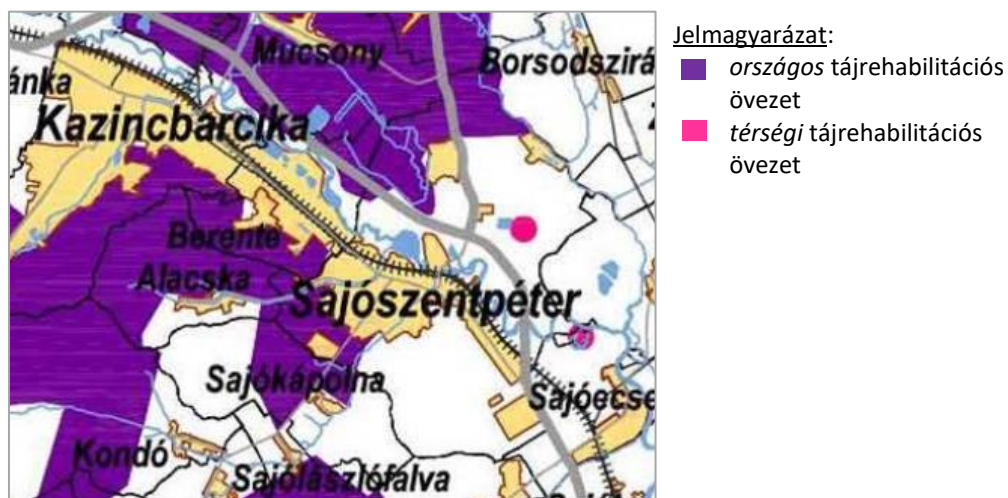 Mucsony
Borsodszirá
ánka
Kazincbarcika
Berente
Alacska
Sajószentpéter
Sajókápolna
Sajóecse
Kondó
Sajólászlófalva
Jelmagyarázat:
országos tájrehabilitációs
övezet
térségi tájrehabilitációs
övezet